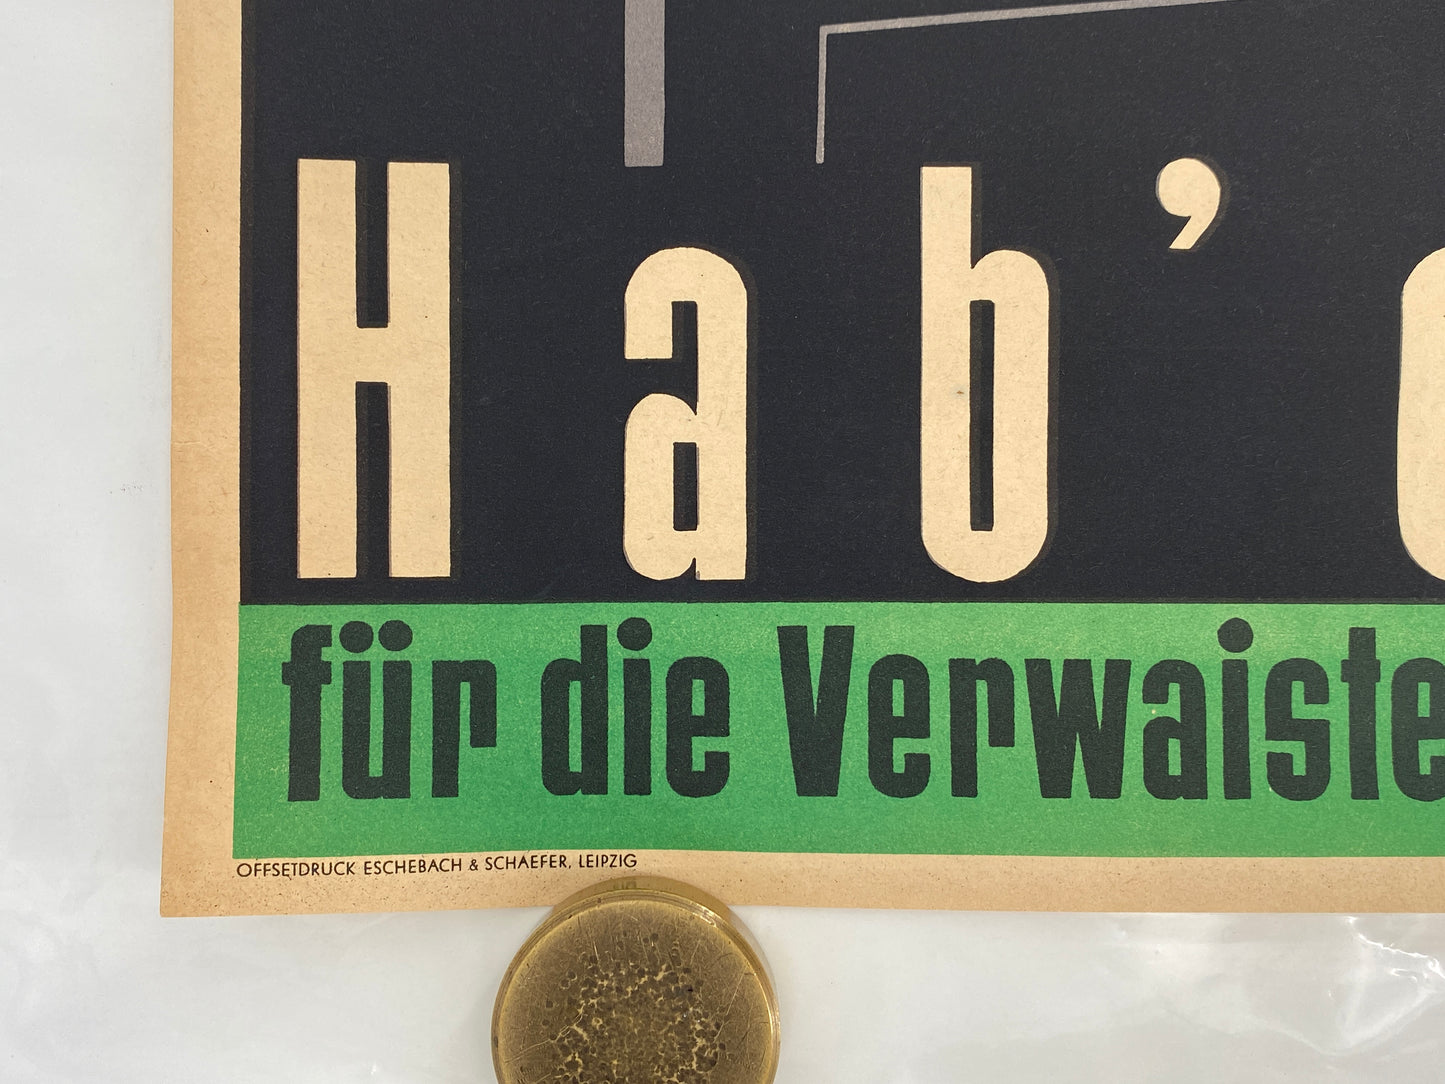 Hab'
für die Verwaiste
OFFSETDRUCK ESCHEBACH & SCHAEFER, LEIPZIG